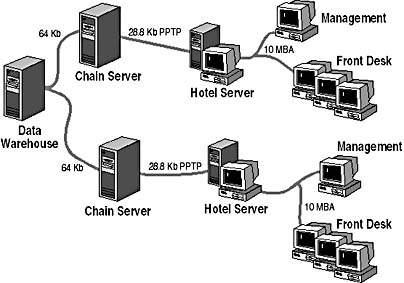 Management
64 Kb
28.8 Kb PPTP
10 MBA
Chain Server
Hotel Server
Front Desk
Data
Warehouse
64 Kb
28.8 Kb PPTP
Management
Chain Server
Hotel Server
10 MBA
Front Desk